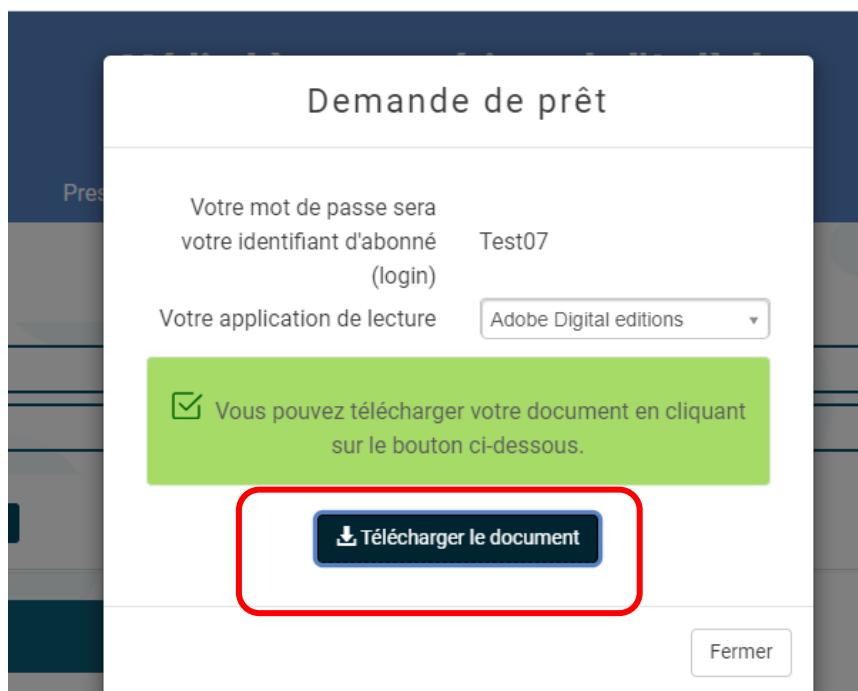 Demande de prêt
Pres
Votre mot de passe sera
votre identifiant d'abonné
(login)
Test07
Votre application de lecture
Adobe Digital editions
Vous pouvez télécharger votre document en cliquant
sur le bouton ci-dessous.
Télécharger le document
Fermer